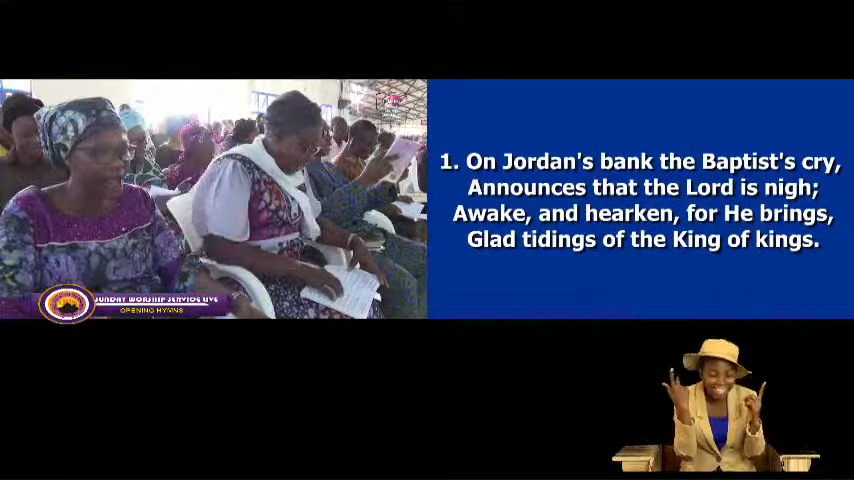 1. On Jordan's bank the Baptist's cry,
Announces that the Lord is nigh;
Awake, and hearken, for He brings,
Glad tidings of the King of kings.
SUNDAY WORSHIP SERVICE LIVE
OPENING HYMNS